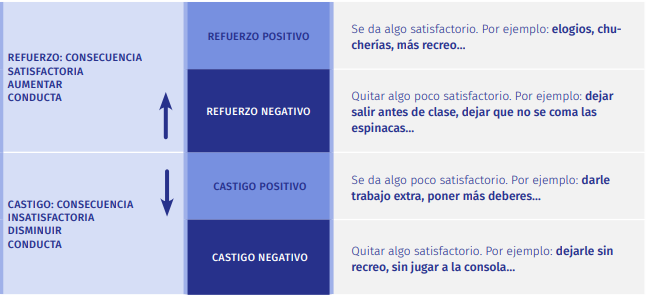 REFUERZO: CONSECUENCIA
SATISFACTORIA
AUMENTAR
CONDUCTA
REFUERZO POSITIVO
Se da algo satisfactorio. Por ejemplo: elogios, chu-
cherías, más recreo...
REFUERZO NEGATIVO
Quitar algo poco satisfactorio. Por ejemplo: dejar
salir antes de clase, dejar que no se coma las
espinacas...
CASTIGO: CONSECUENCIA
INSATISFACTORIA
DISMINUIR
CONDUCTA
CASTIGO POSITIVO
Se da algo poco satisfactorio. Por ejemplo: darle
trabajo extra, poner más deberes...
CASTIGO NEGATIVO
Quitar algo satisfactorio. Por ejemplo: dejarle sin
recreo, sin jugar a la consola...